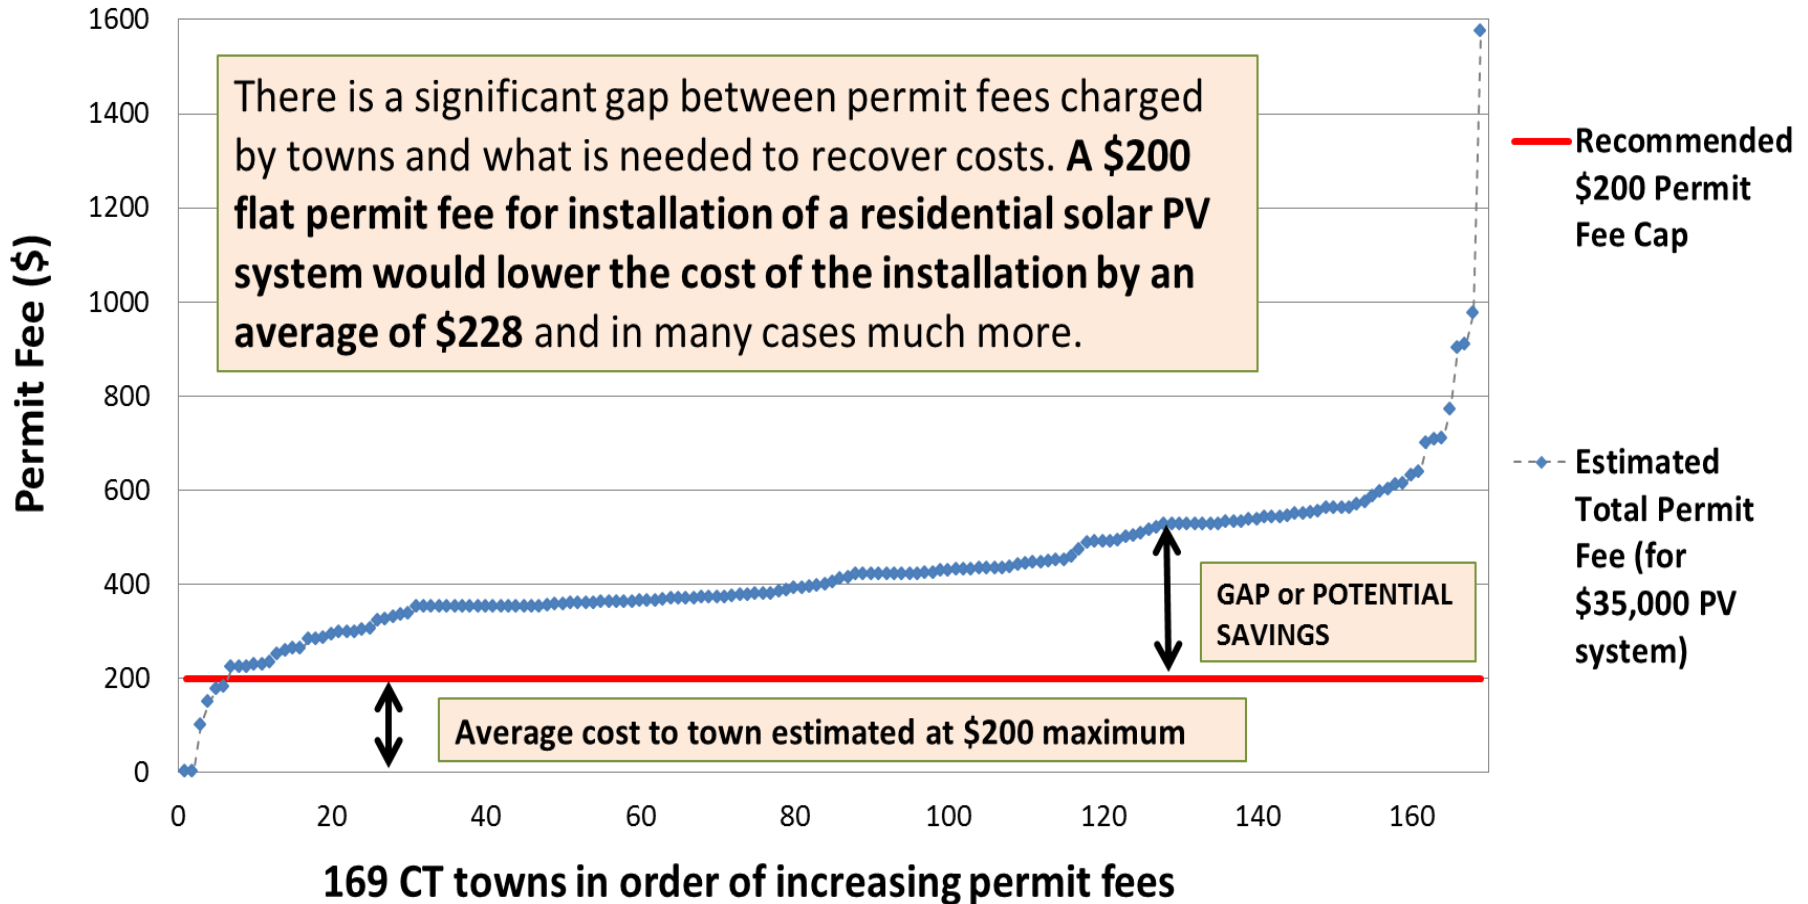 1600
1400
1200
1000
800
600
400
200
0
Permit Fee ($)
There is a significant gap between permit fees charged
by towns and what is needed to recover costs. A $200
flat permit fee for installation of a residential solar PV
system would lower the cost of the installation by an
average of $228 and in many cases much more.
GAP or POTENTIAL
SAVINGS
Average cost to town estimated at $200 maximum
0 20 40 60 80 100 120 140 160
169 CT towns in order of increasing permit fees
Recommended
$200 Permit
Fee Cap
Estimated
Total Permit
Fee (for
$35,000 PV
system)